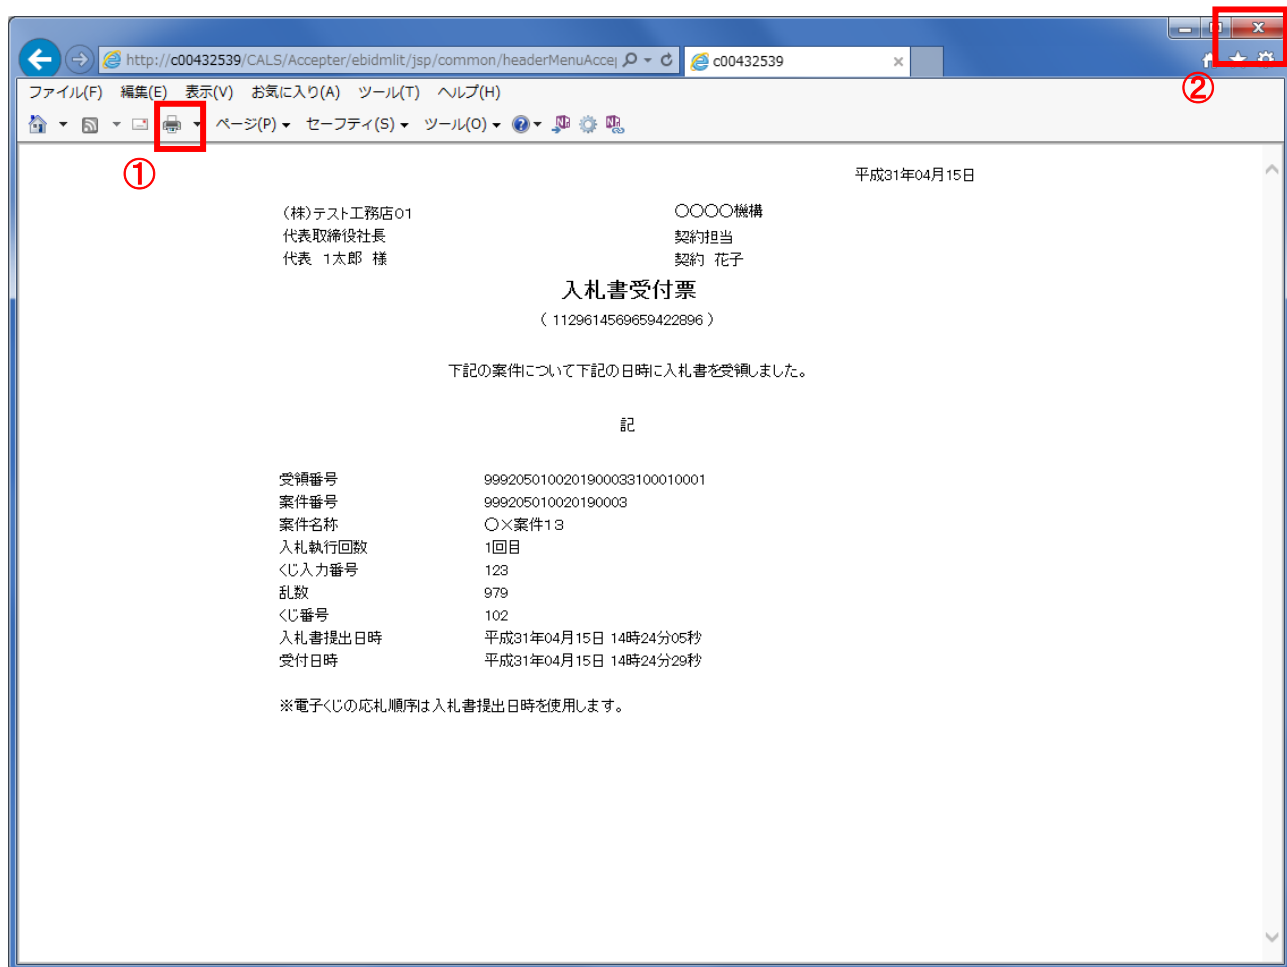 http://c00432539/CALS/Accepter/ebidmlit/jsp/common/headerMenuAccep
c00432539
ファイル(F) 編集(E) 表示(V) お気に入り(A) ツール(T) ヘルプ(H)
②
ページ(P) セーフティ(S) ツール(O)
①
平成31年04月15日
(株)テスト工務店01 〇〇〇〇機構
代表取締役社長 契約担当
代表 1太郎 様 契約 花子
入札書受付票
( 1129614569659422896 )
下記の案件について下記の日時に入札書を受領しました。
記
受領番号 9992050100201900033100010001
案件番号 999205010020190003
案件名称 〇×案件13
入札執行回数 1回目
くじ入力番号 123
乱数 979
くじ番号 102
入札書提出日時 平成31年04月15日 14時24分05秒
受付日時 平成31年04月15日 14時24分29秒
※電子くじの応札順序は入札書提出日時を使用します。